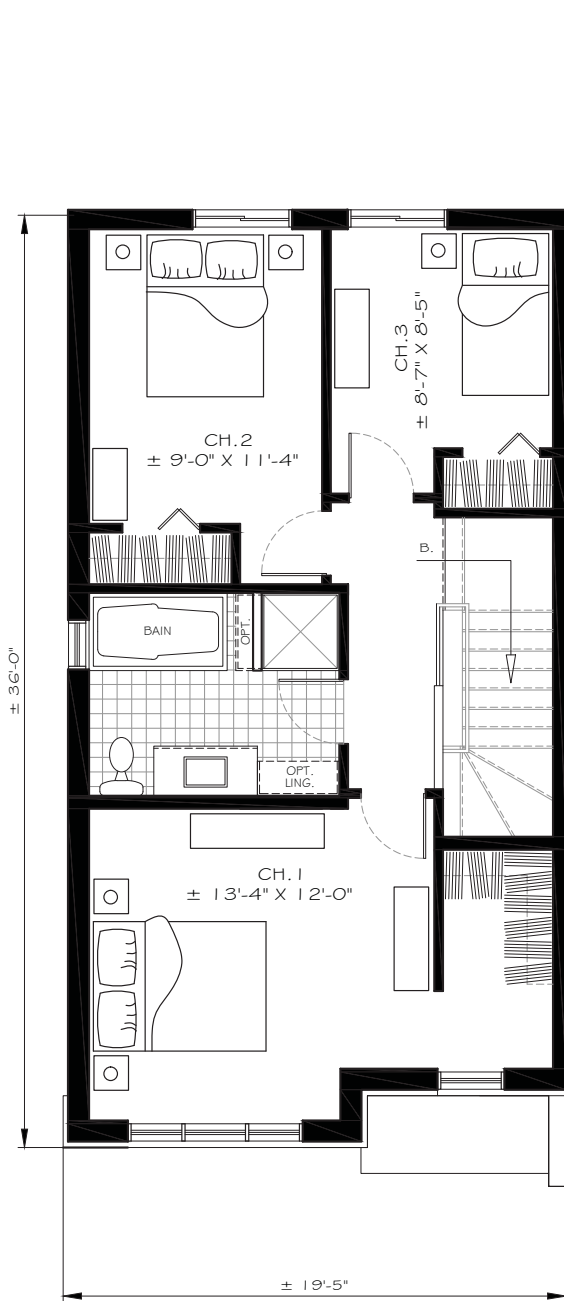 CH.2
± 9'-0" X 11'-4"
CH.3
± 8'-7" X 8'-5"
B.
BAIN
OPT.
± 36'-0"
OPT.
LING.
CH.1
± 13'-4" X 12'-0"
± 19'-5"